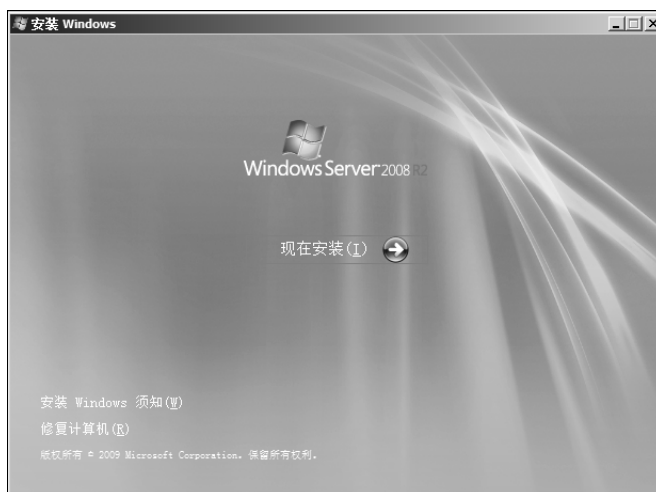 安装 Windows
Windows Server 2008 R2
现在安装(I)
安装 Windows 须知(W)
修复计算机(R)
版权所有 © 2009 Microsoft Corporation。保留所有权利。